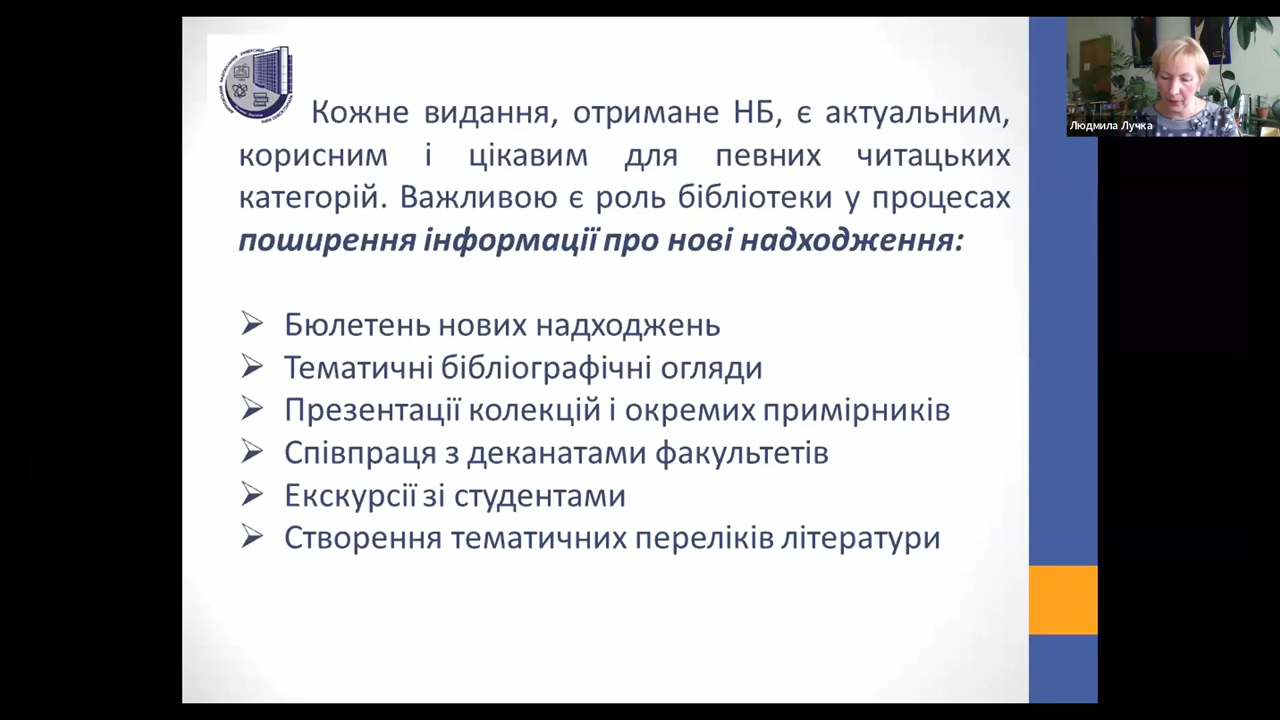 Кожне видання, отримане НБ, є актуальним,
корисним і цікавим для певних читацьких
категорій. Важливою є роль бібліотеки у процесах
поширення інформації про нові надходження:
Бюлетень нових надходжень
Тематичні бібліографічні огляди
Презентації колекцій і окремих примірників
Співпраця з деканатами факультетів
Екскурсії зі студентами
Створення тематичних переліків літератури
Людмила Лучка